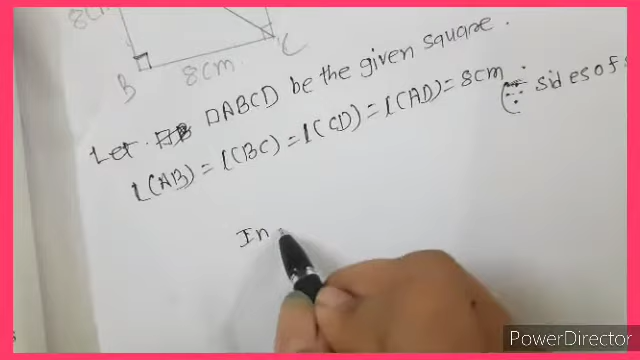 8cm
B
8cm
C
Let □ABCD be the given square.
l(AB) = l(BC) = l(CD) = l(AD) = 8cm. (∵ sides of
In
PowerDirector